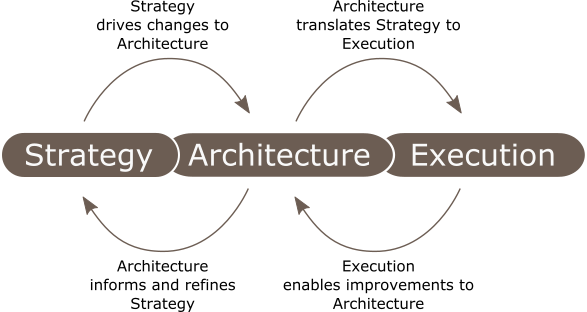 Strategy
drives changes to
Architecture
Architecture
translates Strategy to
Execution
Strategy
Architecture
Execution
Architecture
informs and refines
Strategy
Execution
enables improvements to
Architecture